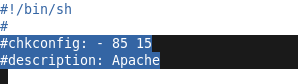 #!/bin/sh
#
#chkconfig: - 85 15
#description: Apache